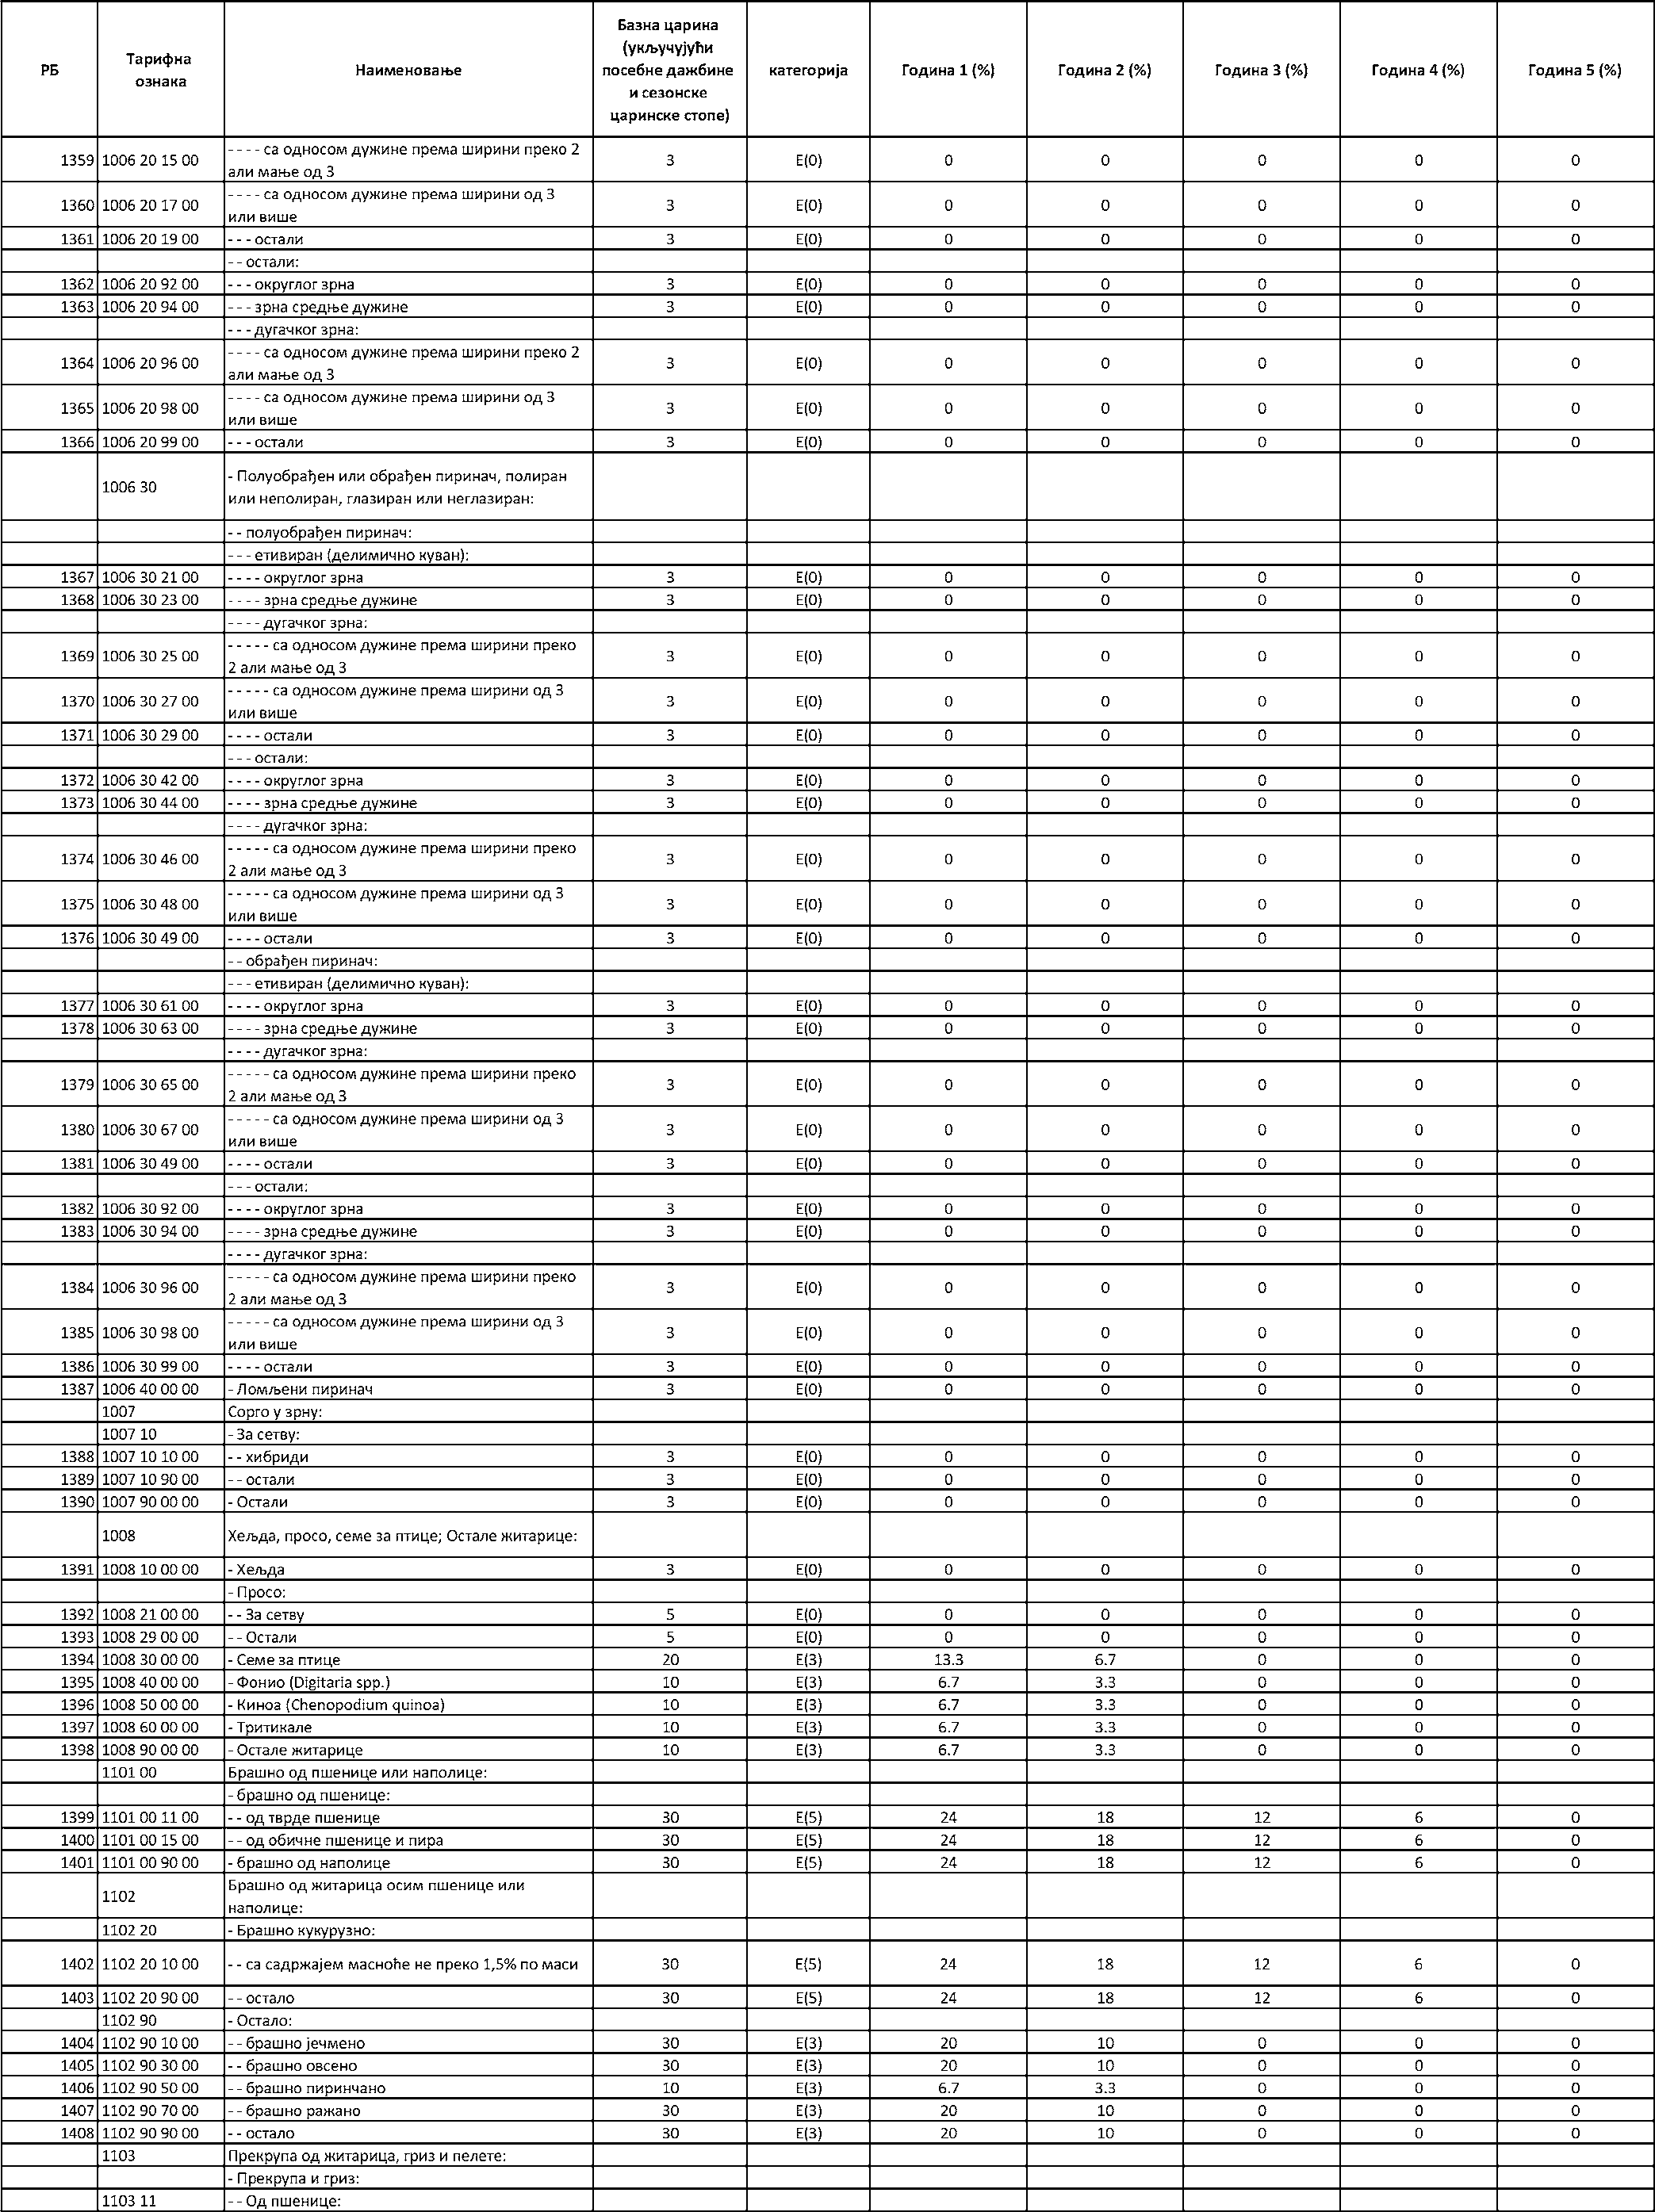 РБ Тарифна ознака Наименовање Базна царина (укључујући посебне дажбине и сезонске царинске стопе) категорија Година 1 (%) Година 2 (%) Година 3 (%) Година 4 (%) Година 5 (%)
1359 1006 20 15 00 - - - - са односом дужине према ширини преко 2 али мање од 3 3 E(0) 0 0 0 0 0
1360 1006 20 17 00 - - - - са односом дужине према ширини од 3 или више 3 E(0) 0 0 0 0 0
1361 1006 20 19 00 - - - остали 3 E(0) 0 0 0 0 0
- - остали:
1362 1006 20 92 00 - - - округлог зрна 3 E(0) 0 0 0 0 0
1363 1006 20 94 00 - - - зрна средње дужине 3 E(0) 0 0 0 0 0
- - - дугачког зрна:
1364 1006 20 96 00 - - - - са односом дужине према ширини преко 2 али мање од 3 3 E(0) 0 0 0 0 0
1365 1006 20 98 00 - - - - са односом дужине према ширини од 3 или више 3 E(0) 0 0 0 0 0
1366 1006 20 99 00 - - - остали 3 E(0) 0 0 0 0 0
1006 30 - Полуобрађен или обрађен пиринач, полиран или неполиран, глазиран или неглазиран:
- - полуобрађен пиринач:
- - - етивиран (делимично куван):
1367 1006 30 21 00 - - - - округлог зрна 3 E(0) 0 0 0 0 0
1368 1006 30 23 00 - - - - зрна средње дужине 3 E(0) 0 0 0 0 0
- - - - дугачког зрна:
1369 1006 30 25 00 - - - - - са односом дужине према ширини преко 2 али мање од 3 3 E(0) 0 0 0 0 0
1370 1006 30 27 00 - - - - - са односом дужине према ширини од 3 или више 3 E(0) 0 0 0 0 0
1371 1006 30 29 00 - - - - остали 3 E(0) 0 0 0 0 0
- - - остали:
1372 1006 30 42 00 - - - - округлог зрна 3 E(0) 0 0 0 0 0
1373 1006 30 44 00 - - - - зрна средње дужине 3 E(0) 0 0 0 0 0
- - - - дугачког зрна:
1374 1006 30 46 00 - - - - - са односом дужине према ширини преко 2 али мање од 3 3 E(0) 0 0 0 0 0
1375 1006 30 48 00 - - - - - са односом дужине према ширини од 3 или више 3 E(0) 0 0 0 0 0
1376 1006 30 49 00 - - - - остали 3 E(0) 0 0 0 0 0
- - обрађен пиринач:
- - - етивиран (делимично куван):
1377 1006 30 61 00 - - - - округлог зрна 3 E(0) 0 0 0 0 0
1378 1006 30 63 00 - - - - зрна средње дужине 3 E(0) 0 0 0 0 0
- - - - дугачког зрна:
1379 1006 30 65 00 - - - - - са односом дужине према ширини преко 2 али мање од 3 3 E(0) 0 0 0 0 0
1380 1006 30 67 00 - - - - - са односом дужине према ширини од 3 или више 3 E(0) 0 0 0 0 0
1381 1006 30 49 00 - - - - остали 3 E(0) 0 0 0 0 0
- - - остали:
1382 1006 30 92 00 - - - - округлог зрна 3 E(0) 0 0 0 0 0
1383 1006 30 94 00 - - - - зрна средње дужине 3 E(0) 0 0 0 0 0
- - - - дугачког зрна:
1384 1006 30 96 00 - - - - - са односом дужине према ширини преко 2 али мање од 3 3 E(0) 0 0 0 0 0
1385 1006 30 98 00 - - - - - са односом дужине према ширини од 3 или више 3 E(0) 0 0 0 0 0
1386 1006 30 99 00 - - - - остали 3 E(0) 0 0 0 0 0
1387 1006 40 00 00 - Ломљени пиринач 3 E(0) 0 0 0 0 0
1007 Сорго у зрну:
1007 10 - За сетву:
1388 1007 10 10 00 - - хибриди 3 E(0) 0 0 0 0 0
1389 1007 10 90 00 - - остали 3 E(0) 0 0 0 0 0
1390 1007 90 00 00 - Остали 3 E(0) 0 0 0 0 0
1008 Хељда, просо, семе за птице; Остале житарице:
1391 1008 10 00 00 - Хељда 3 E(0) 0 0 0 0 0
- Просо:
1392 1008 21 00 00 - - За сетву 5 E(0) 0 0 0 0 0
1393 1008 29 00 00 - - Остали 5 E(0) 0 0 0 0 0
1394 1008 30 00 00 - Семе за птице 20 E(3) 13.3 6.7 0 0 0
1395 1008 40 00 00 - Фонио (Digitaria spp.) 10 E(3) 6.7 3.3 0 0 0
1396 1008 50 00 00 - Киноа (Chenopodium quinoa) 10 E(3) 6.7 3.3 0 0 0
1397 1008 60 00 00 - Тритикале 10 E(3) 6.7 3.3 0 0 0
1398 1008 90 00 00 - Остале житарице 10 E(3) 6.7 3.3 0 0 0
1101 00 Брашно од пшенице или наполице:
- брашно од пшенице:
1399 1101 00 11 00 - - од тврде пшенице 30 E(5) 24 18 12 6 0
1400 1101 00 15 00 - - од обичне пшенице и пира 30 E(5) 24 18 12 6 0
1401 1101 00 90 00 - брашно од наполице 30 E(5) 24 18 12 6 0
1102 Брашно од житарица осим пшенице или наполице:
1102 20 - Брашно кукурузно:
1402 1102 20 10 00 - - са садржајем масноће не преко 1,5% по маси 30 E(5) 24 18 12 6 0
1403 1102 20 90 00 - - остало 30 E(5) 24 18 12 6 0
1102 90 - Остало:
1404 1102 90 10 00 - - брашно јечмено 30 E(3) 20 10 0 0 0
1405 1102 90 30 00 - - брашно овсено 30 E(3) 20 10 0 0 0
1406 1102 90 50 00 - - брашно пиринчано 10 E(3) 6.7 3.3 0 0 0
1407 1102 90 70 00 - - брашно ражано 30 E(3) 20 10 0 0 0
1408 1102 90 90 00 - - остало 30 E(3) 20 10 0 0 0
1103 Прекрупа од житарица, гриз и пелете:
- Прекрупа и гриз:
1103 11 - - Од пшенице: